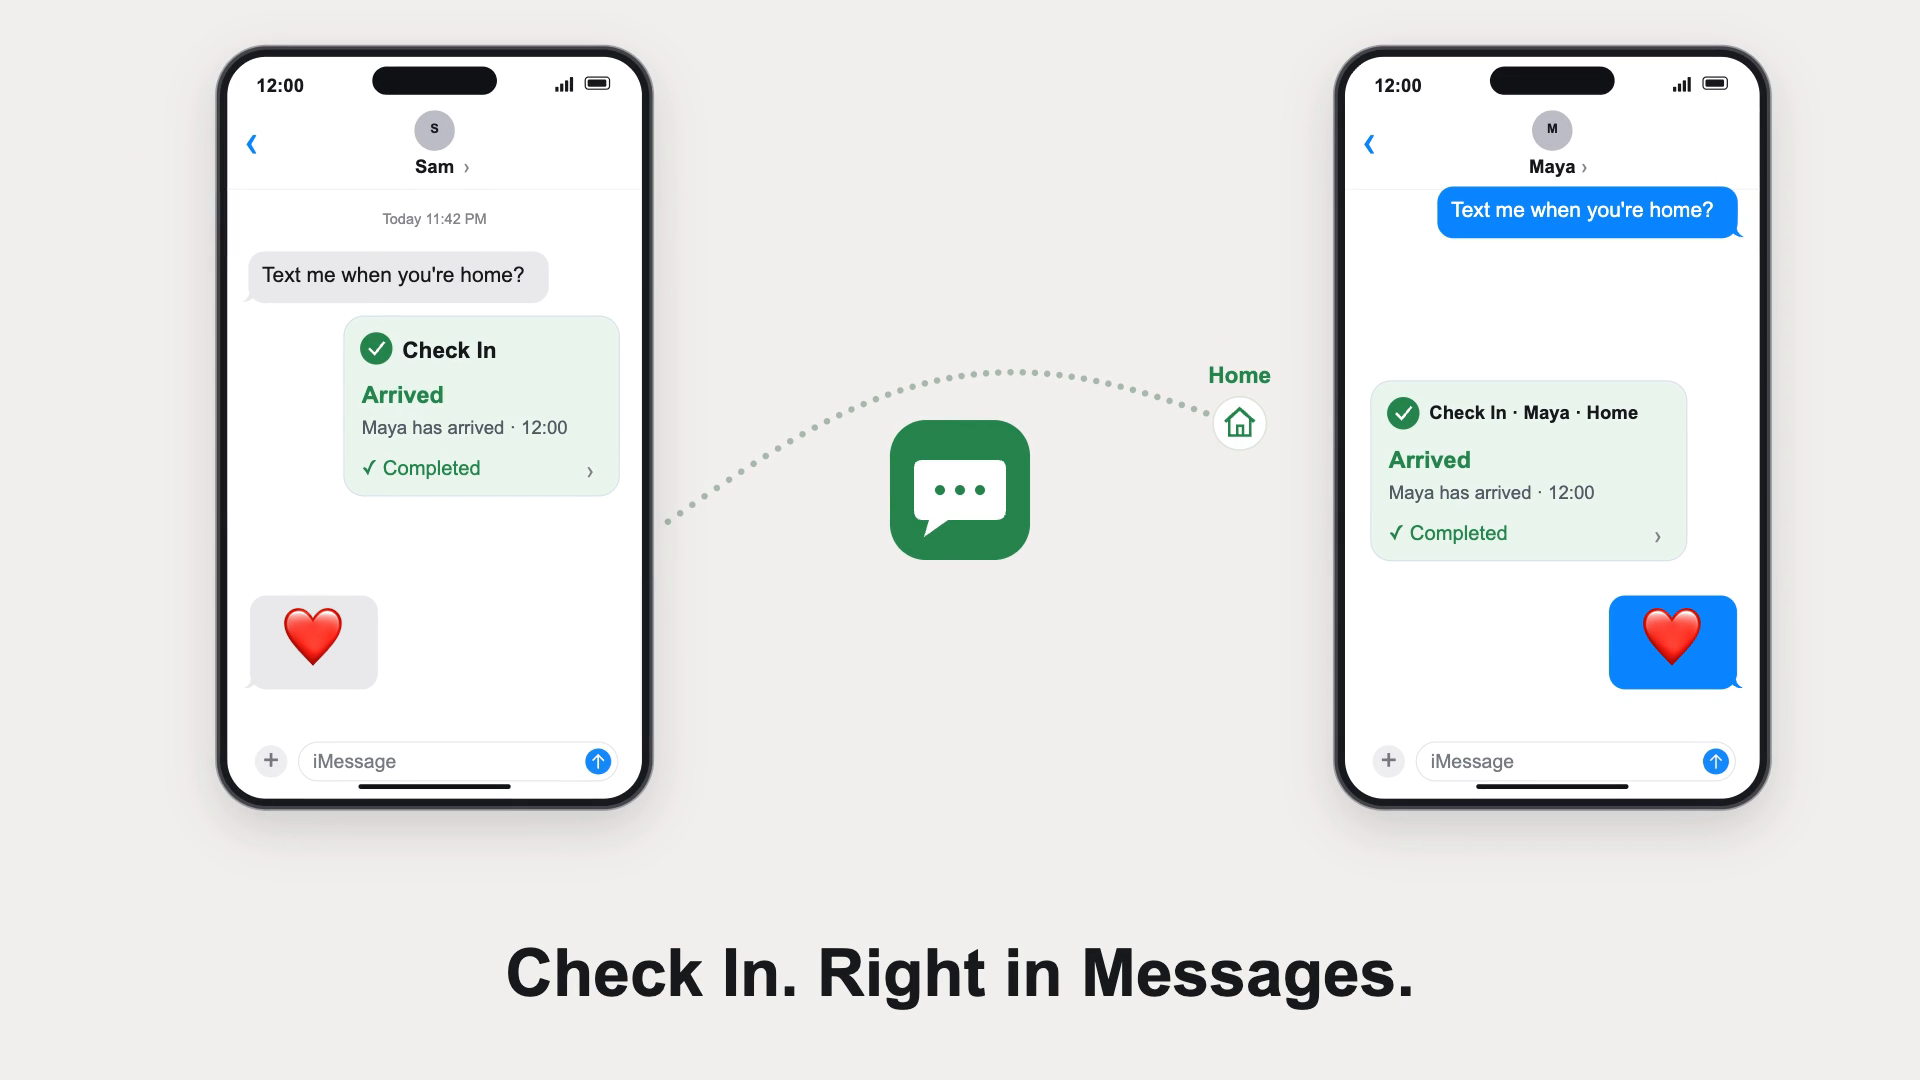 12:00
S
Sam ›
Today 11:42 PM
Text me when you're home?
Check In
Arrived
Maya has arrived · 12:00
✓ Completed ›
❤️
+ iMessage
Home
12:00
M
Maya ›
Text me when you're home?
Check In · Maya · Home
Arrived
Maya has arrived · 12:00
✓ Completed ›
❤️
+ iMessage
Check In. Right in Messages.